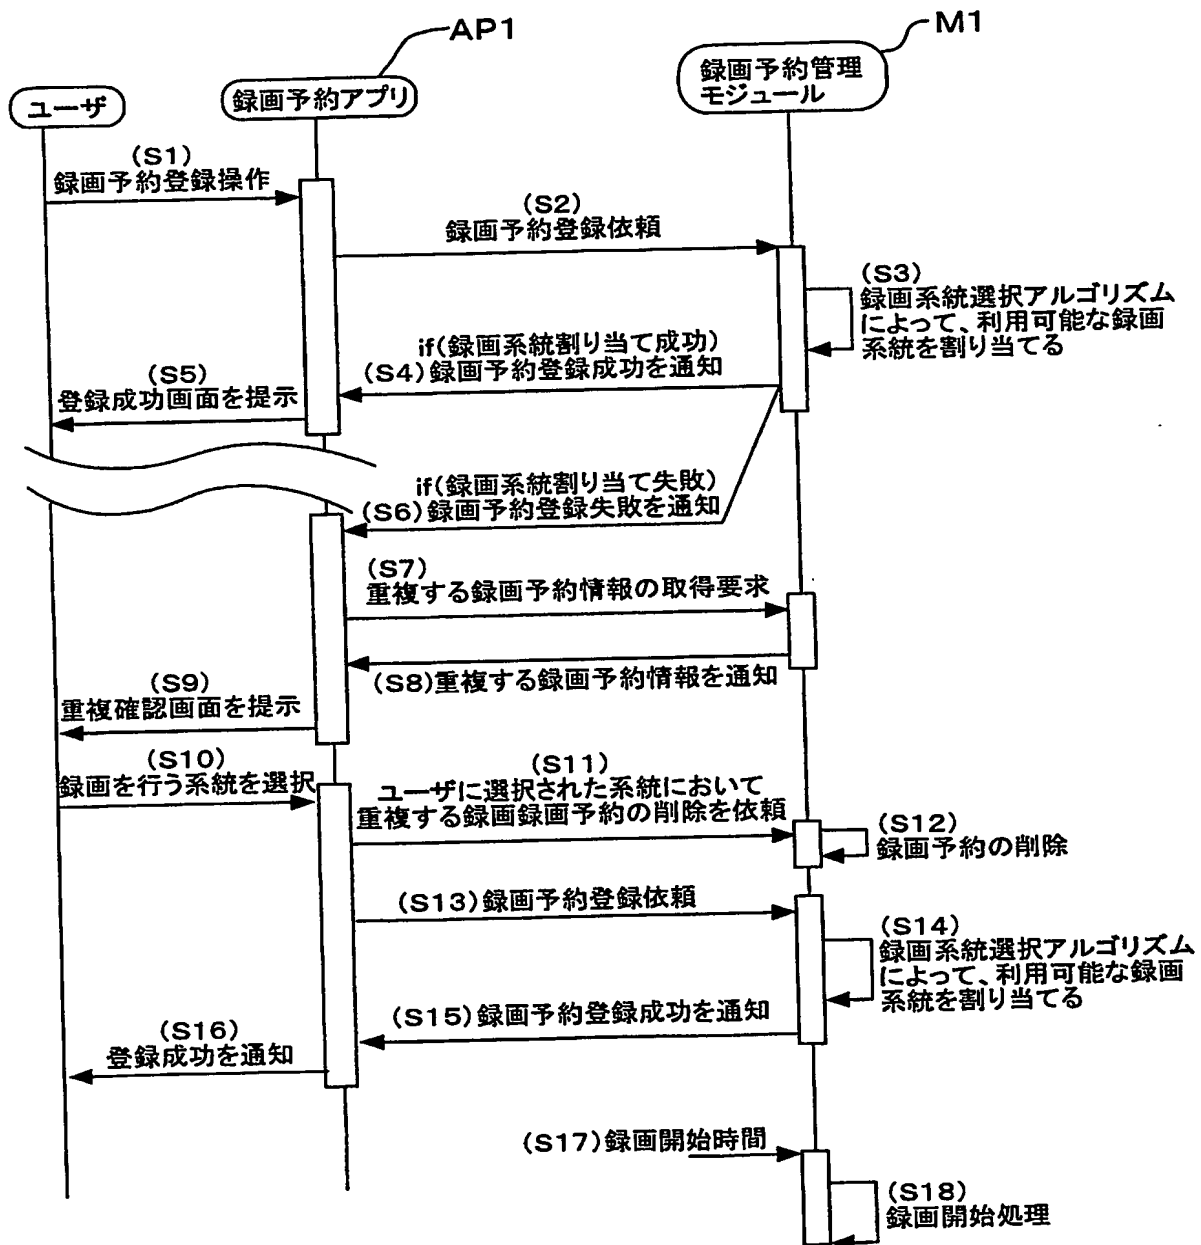 AP1
M1
ユーザ
録画予約アプリ
録画予約管理
モジュール
(S1)
録画予約登録操作
(S2)
録画予約登録依頼
(S3)
録画系統選択アルゴリズム
によって、利用可能な録画
系統を割り当てる
if(録画系統割り当て成功)
(S4)録画予約登録成功を通知
(S5)
登録成功画面を提示
if(録画系統割り当て失敗)
(S6)録画予約登録失敗を通知
(S7)
重複する録画予約情報の取得要求
(S8)重複する録画予約情報を通知
(S9)
重複確認画面を提示
(S10)
録画を行う系統を選択
(S11)
ユーザに選択された系統において
重複する録画録画予約の削除を依頼
(S12)
録画予約の削除
(S13)録画予約登録依頼
(S14)
録画系統選択アルゴリズム
によって、利用可能な録画
系統を割り当てる
(S15)録画予約登録成功を通知
(S16)
登録成功を通知
(S17)録画開始時間
(S18)
録画開始処理